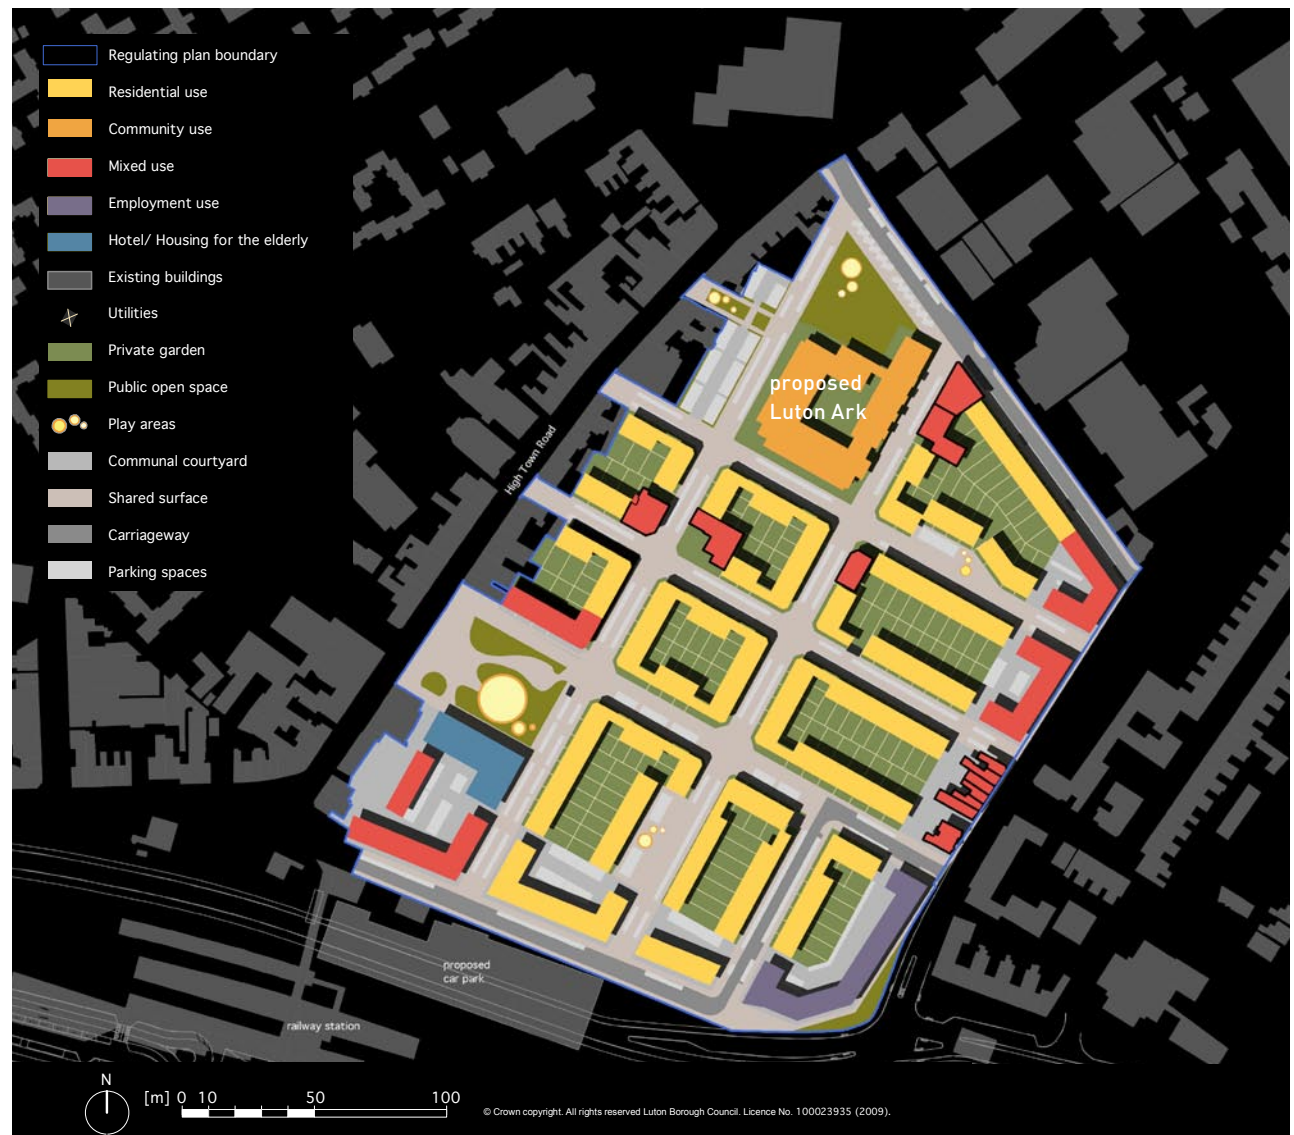 Regulating plan boundary
Residential use
Community use
Mixed use
Employment use
Hotel/ Housing for the elderly
Existing buildings
Utilities
Private garden
Public open space
Play areas
Communal courtyard
Shared surface
Carriageway
Parking spaces
proposed
Luton Ark
High Town Road
proposed
car park
railway station
N
[m] 0 10 50 100
© Crown copyright. All rights reserved Luton Borough Council. Licence No. 100023935 (2009).